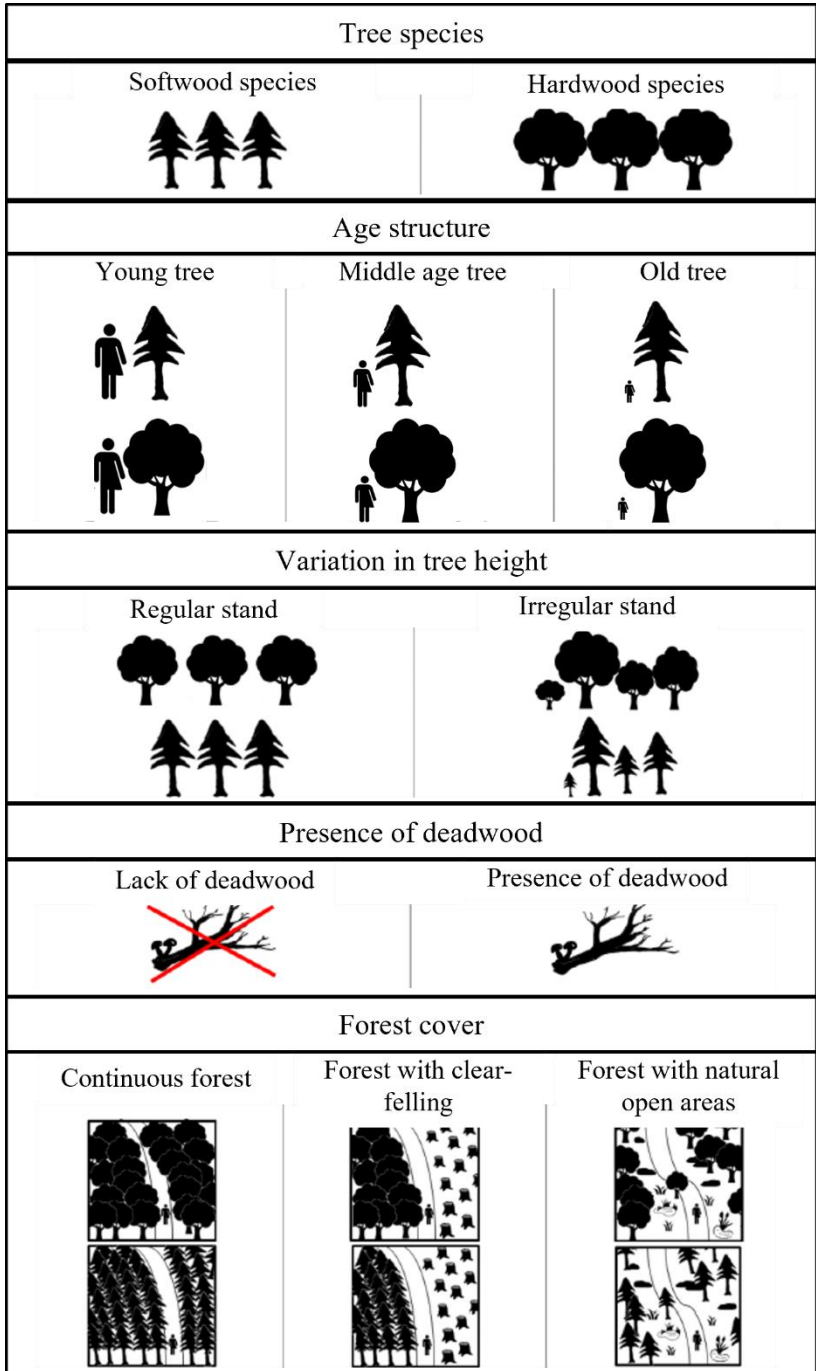 Tree species
Softwood species
Hardwood species
Age structure
Young tree
Middle age tree
Old tree
Variation in tree height
Regular stand
Irregular stand
Presence of deadwood
Lack of deadwood
Presence of deadwood
Forest cover
Continuous forest
Forest with clear-
felling
Forest with natural
open areas